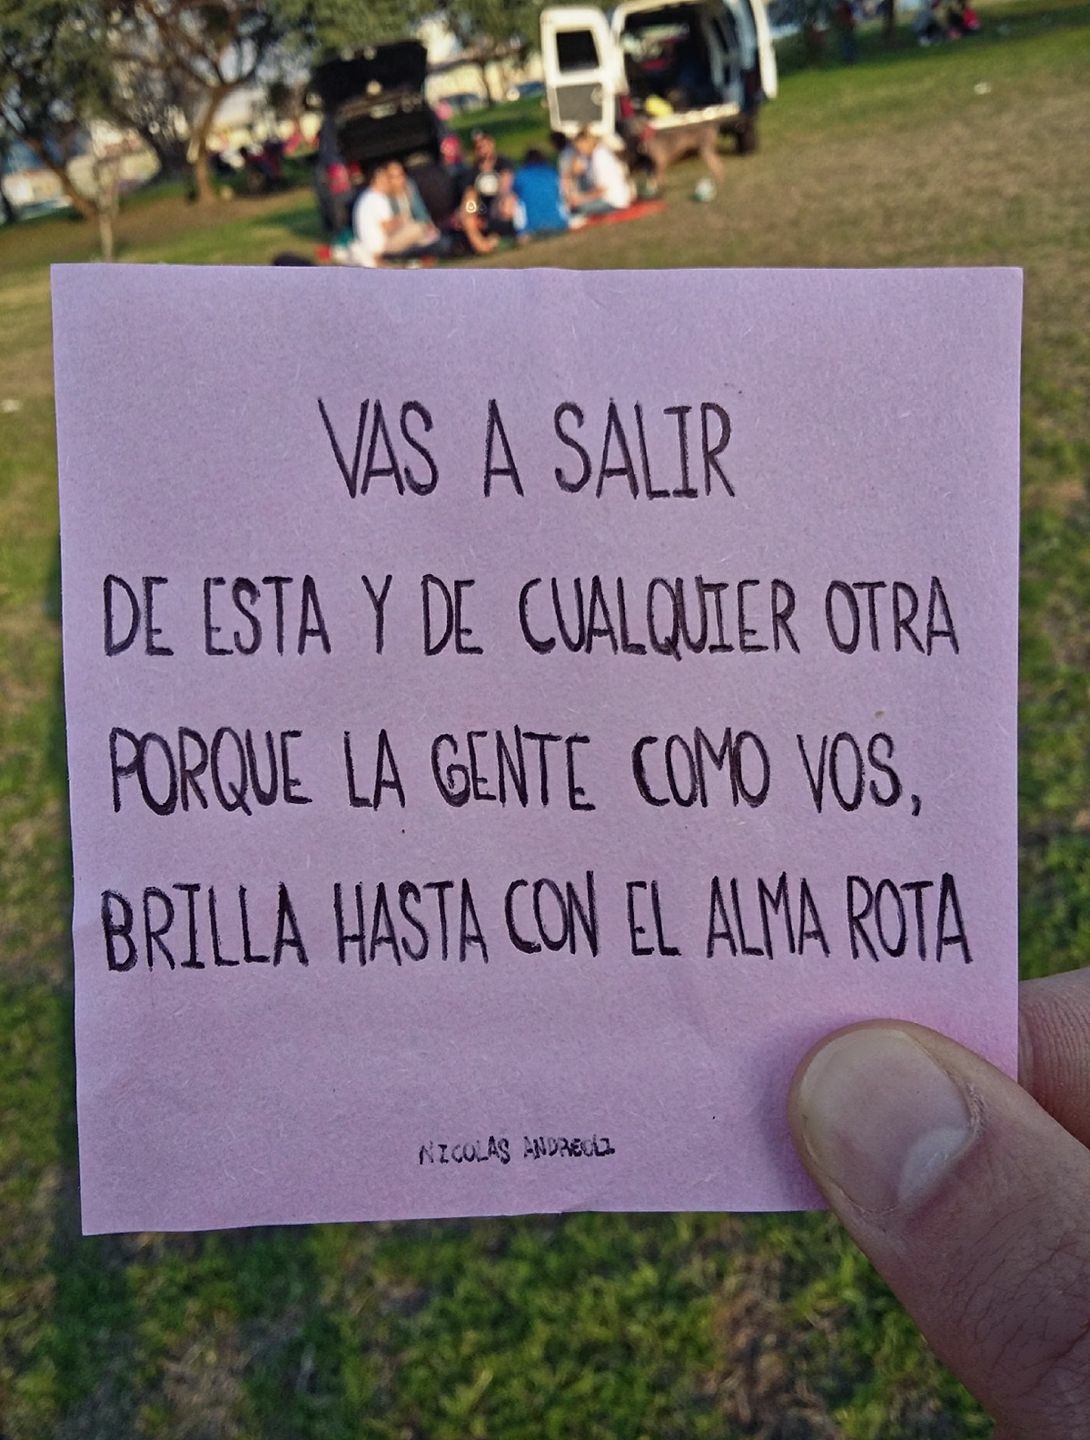 VAS A SALIR
DE ESTA Y DE CUALQUIER OTRA
PORQUE LA GENTE COMO VOS,
BRILLA HASTA CON EL ALMA ROTA
NICOLAS ANDREOLI